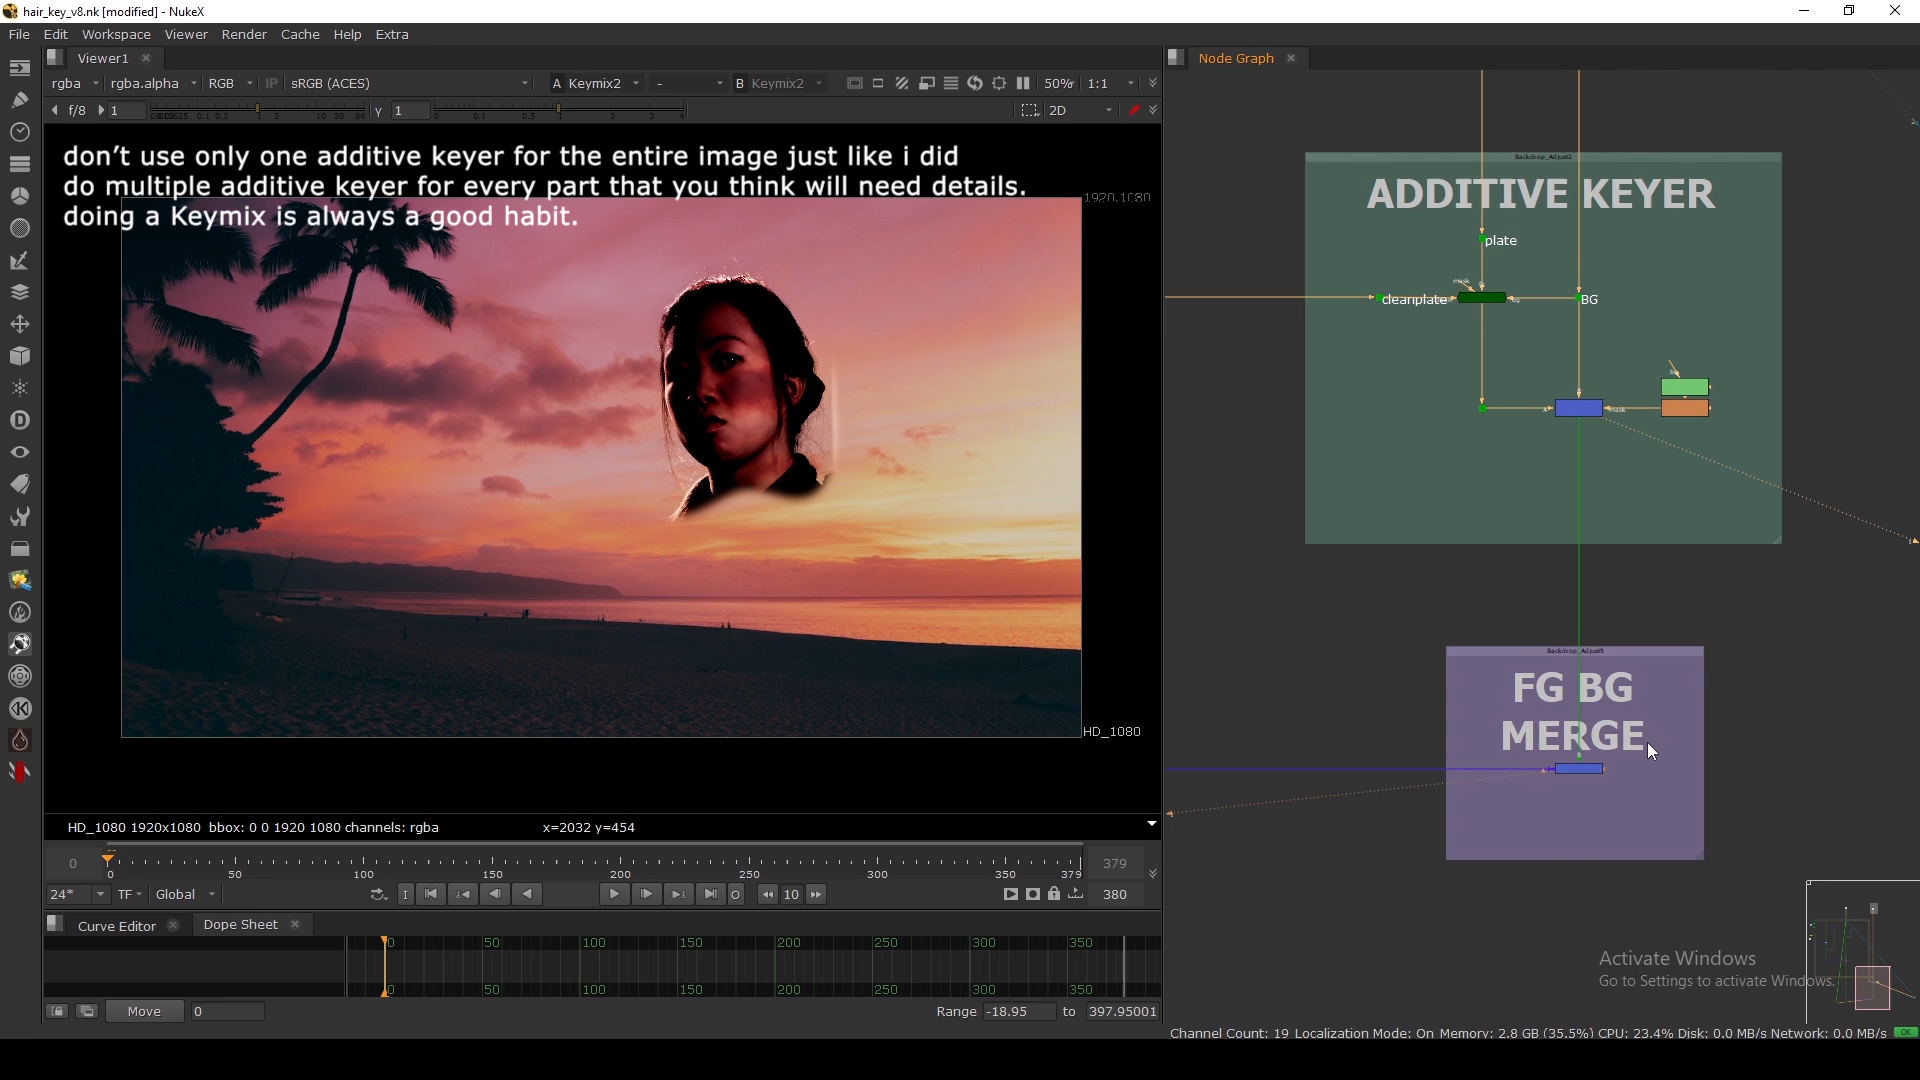 hair_key_v8.nk [modified] - NukeX
File Edit Workspace Viewer Render Cache Help Extra
Viewer1
rgba rgba.alpha RGB IP sRGB (ACES) A Keymix2 - B Keymix2 50% 1:1
f/8 1 γ 1 2D
don't use only one additive keyer for the entire image just like i did
do multiple additive keyer for every part that you think will need details.
doing a Keymix is always a good habit.
1920,1080
HD_1080
HD_1080 1920x1080 bbox: 0 0 1920 1080 channels: rgba x=2032 y=454
0 379
0 50 100 150 200 250 300 350 379
24* TF Global I O 10 380
Curve Editor Dope Sheet
0 50 100 150 200 250 300 350
0 50 100 150 200 250 300 350
Move 0 Range -18.95 to 397.95001
Node Graph
Backdrop_Adjust2
ADDITIVE KEYER
plate
mask
cleanplate
BG
A
mask
Backdrop_Adjust5
FG BG
MERGE
B
A
Activate Windows
Go to Settings to activate Windows.
Channel Count: 19 Localization Mode: On Memory: 2.8 GB (35.5%) CPU: 23.4% Disk: 0.0 MB/s Network: 0.0 MB/s OK